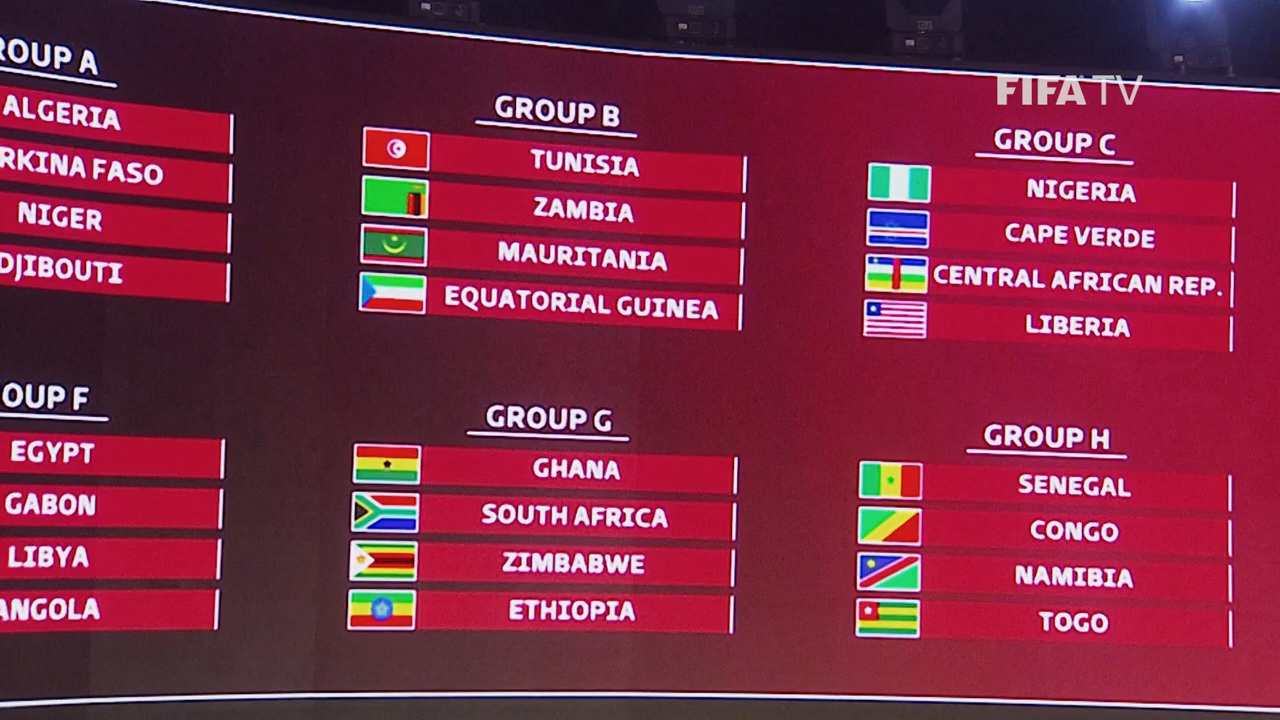 FIFA TV
ROUP A
ALGERIA
RKINA FASO
NIGER
DJIBOUTI
GROUP B
TUNISIA
ZAMBIA
MAURITANIA
EQUATORIAL GUINEA
GROUP C
NIGERIA
CAPE VERDE
CENTRAL AFRICAN REP.
LIBERIA
OUP F
EGYPT
GABON
LIBYA
ANGOLA
GROUP G
GHANA
SOUTH AFRICA
ZIMBABWE
ETHIOPIA
GROUP H
SENEGAL
CONGO
NAMIBIA
TOGO